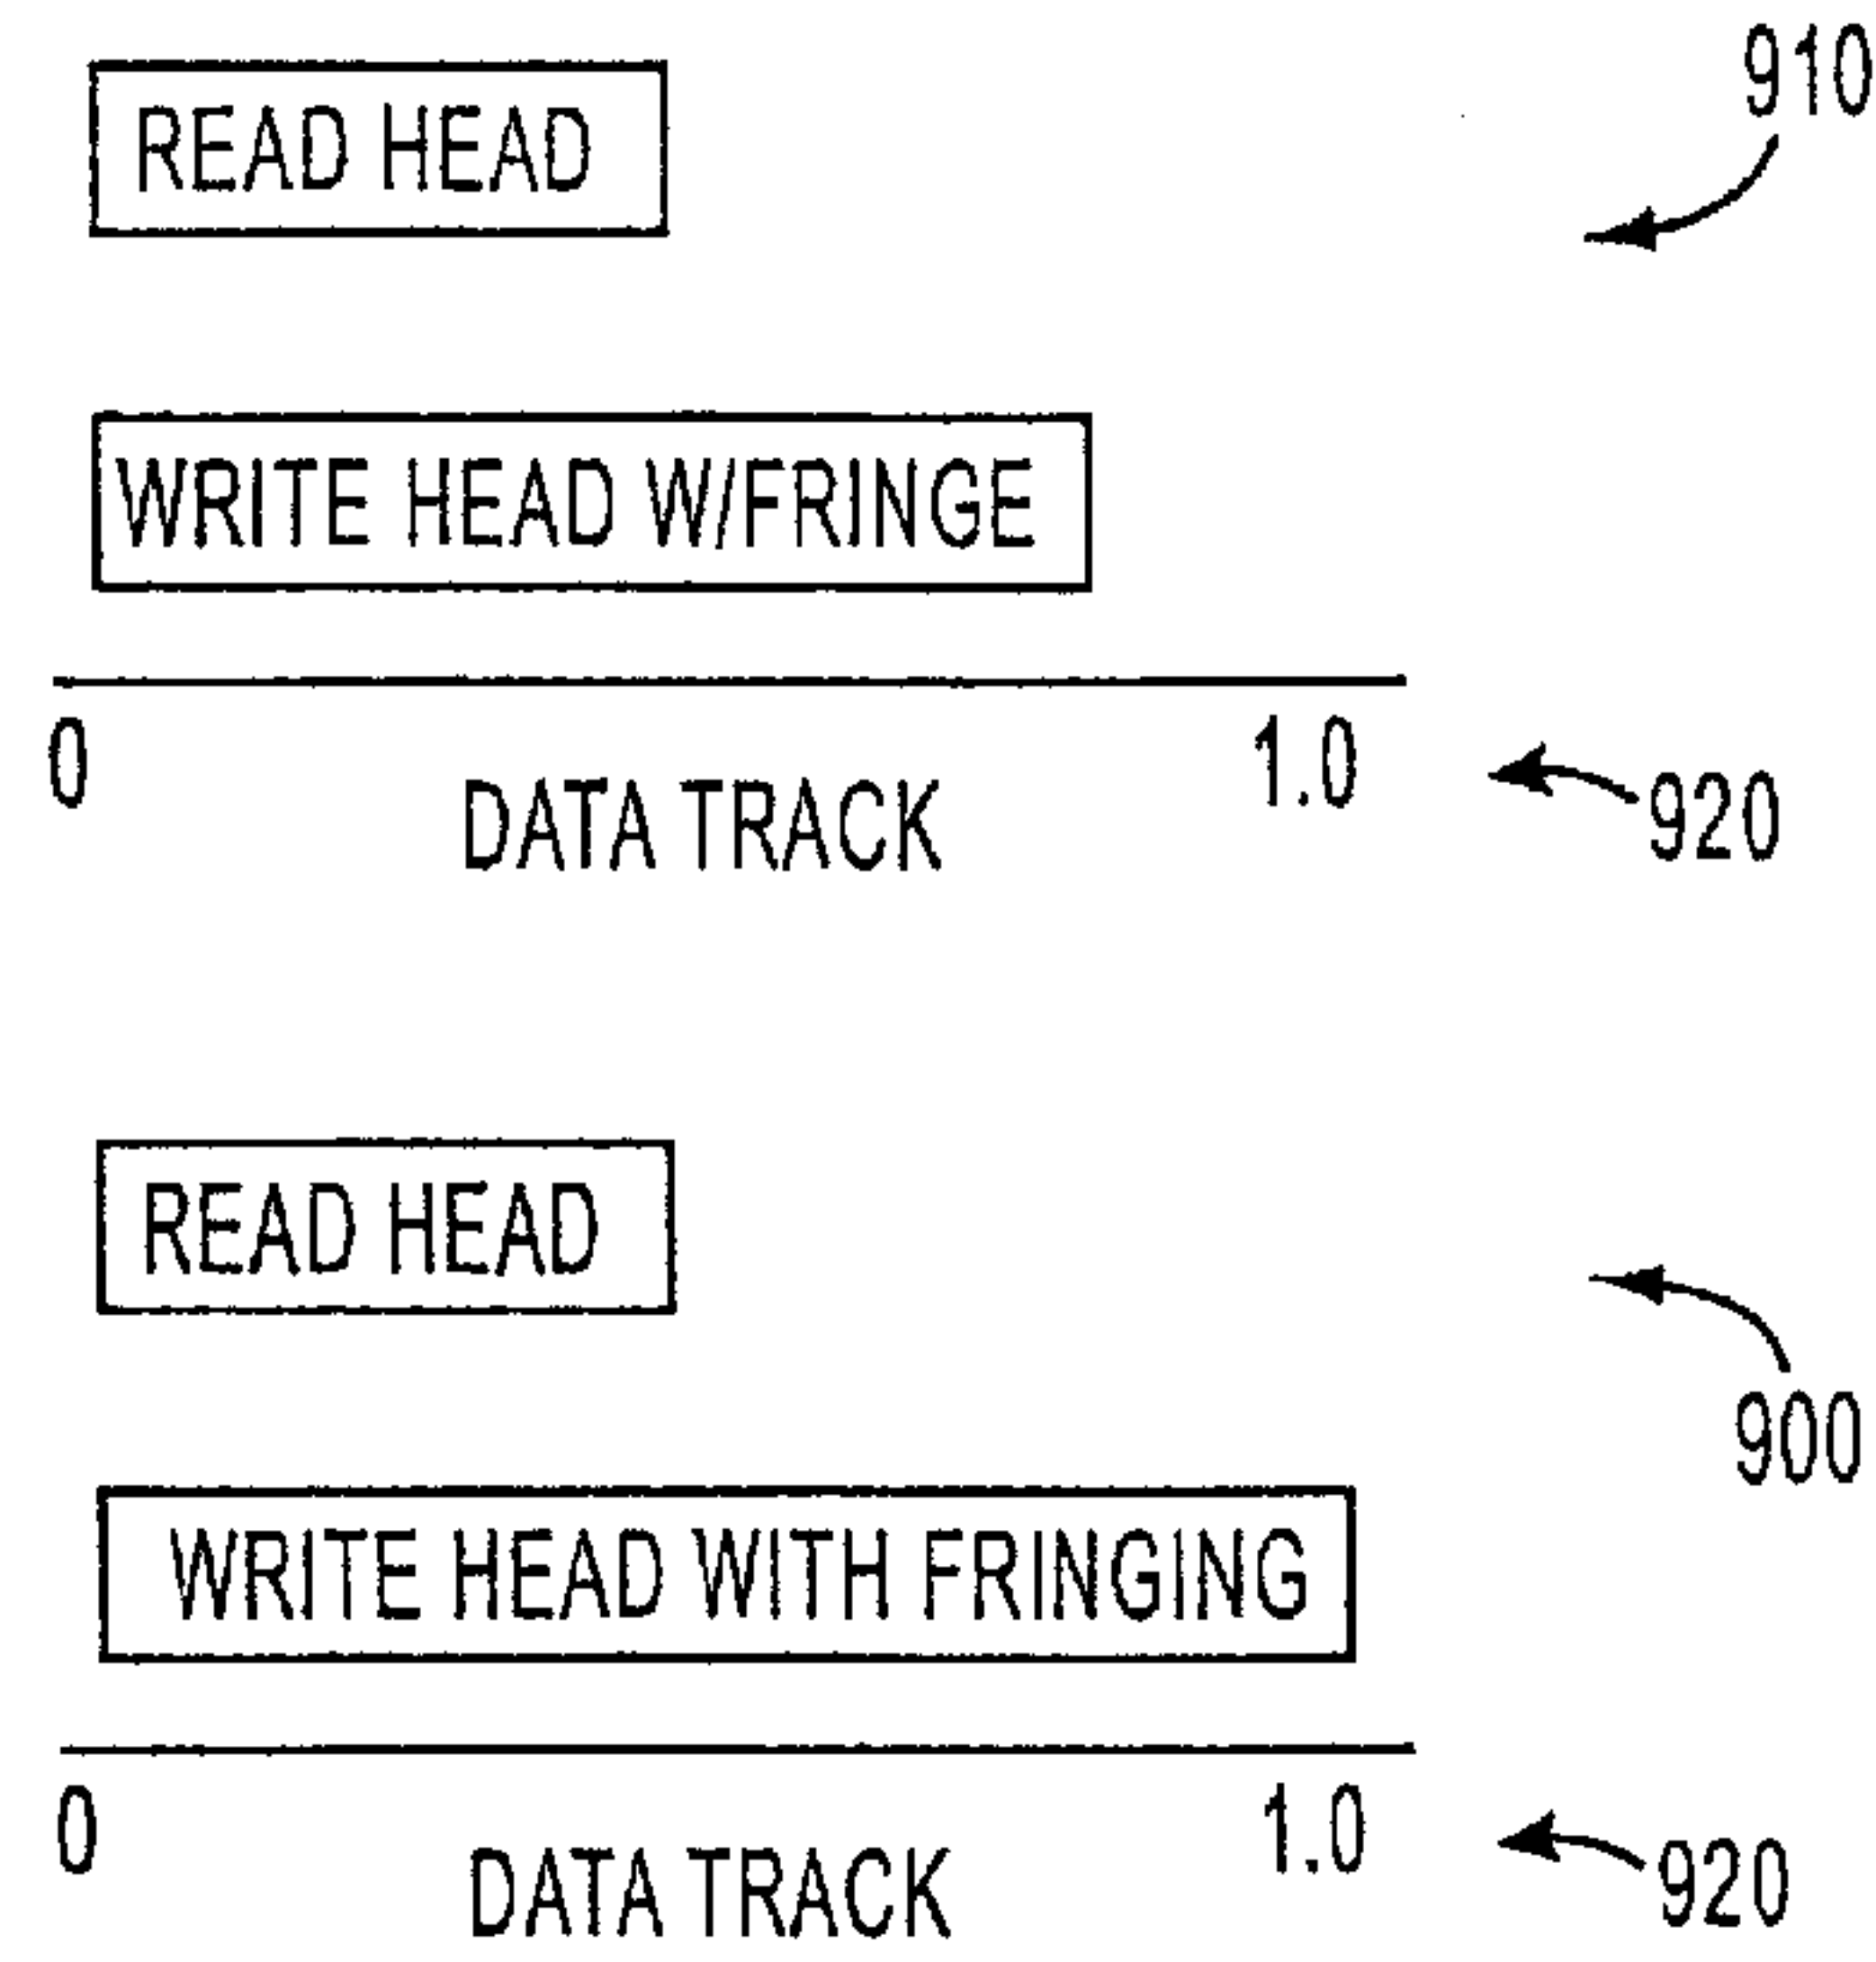 910
READ HEAD
WRITE HEAD W/FRINGE
0 1.0
DATA TRACK
920
READ HEAD
900
WRITE HEAD WITH FRINGING
0 1.0
DATA TRACK
920